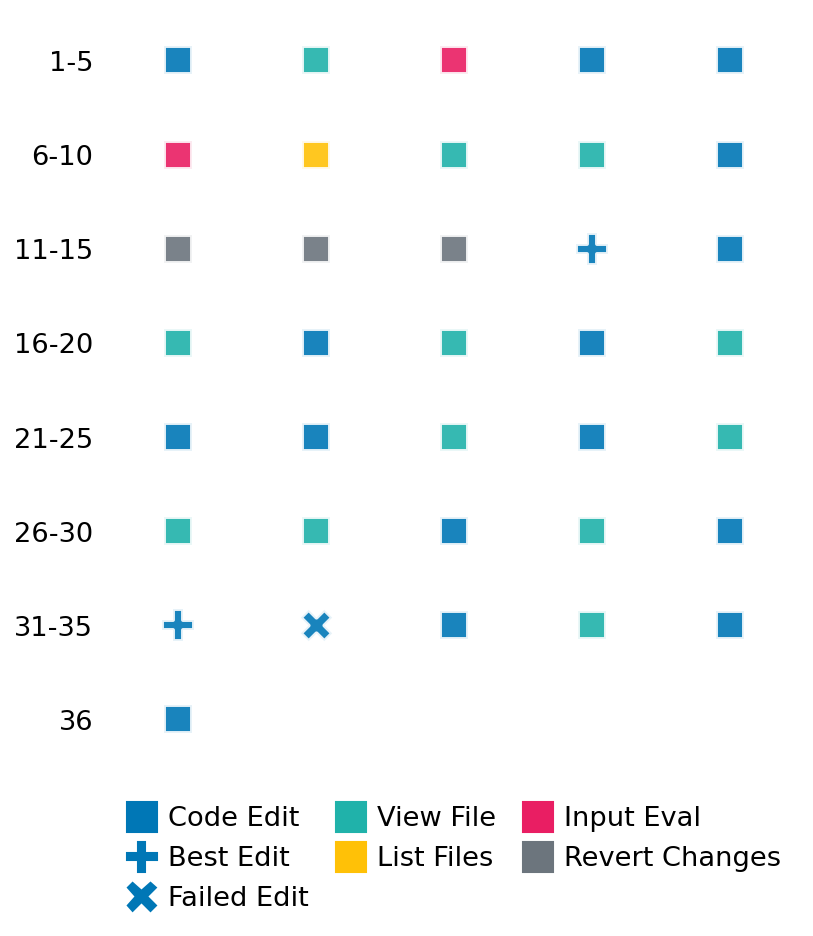 1-5
6-10
11-15
16-20
21-25
26-30
31-35
36
Code Edit View File Input Eval
Best Edit List Files Revert Changes
Failed Edit